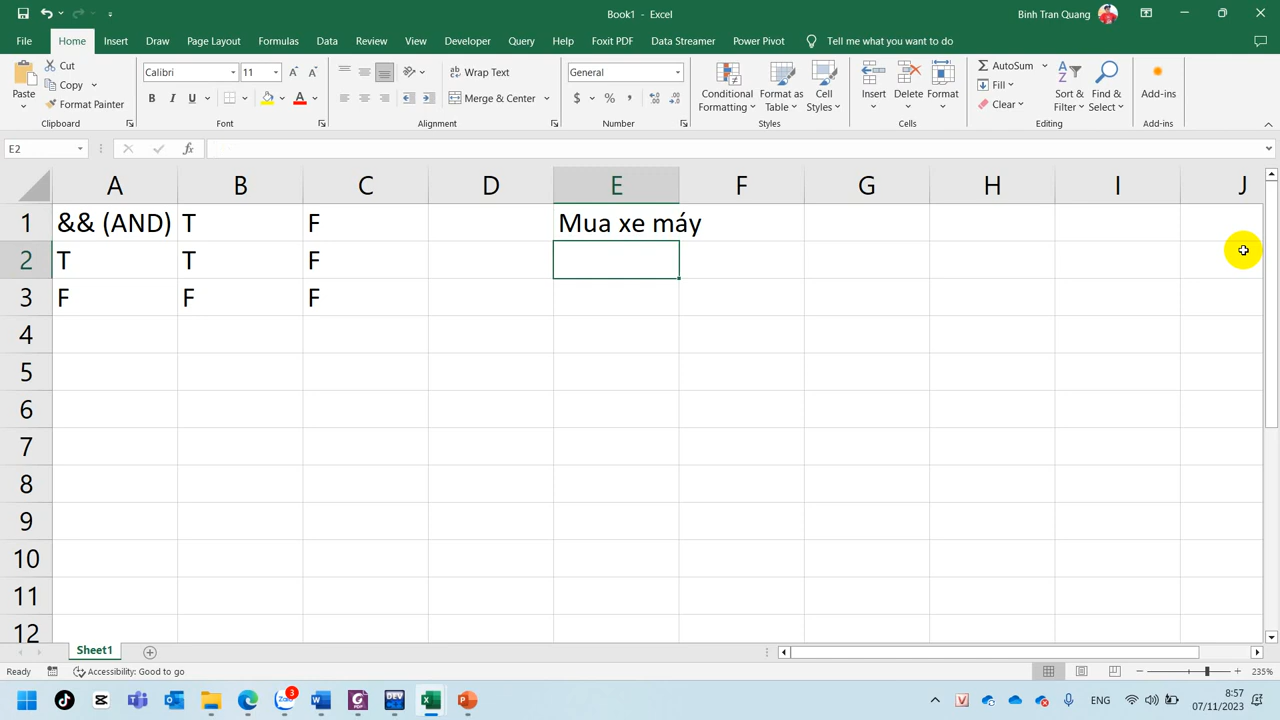 Book1 - Excel
Binh Tran Quang
File Home Insert Draw Page Layout Formulas Data Review View Developer Query Help Foxit PDF Data Streamer Power Pivot Tell me what you want to do
Paste
Cut
Copy
Format Painter
Clipboard
Calibri 11
B I U
Font
Wrap Text
Merge & Center
Alignment
General
$ % ,
Number
Conditional Formatting
Format as Table
Cell Styles
Styles
Insert Delete Format
Cells
AutoSum
Fill
Clear
Sort & Filter
Find & Select
Editing
Add-ins
Add-ins
E2
fx
A B C D E F G H I J
1 && (AND) T F Mua xe máy
2 T T F
3 F F F
4
5
6
7
8
9
10
11
12
Sheet1
Ready Accessibility: Good to go 235%
3
ENG
8:57
07/11/2023